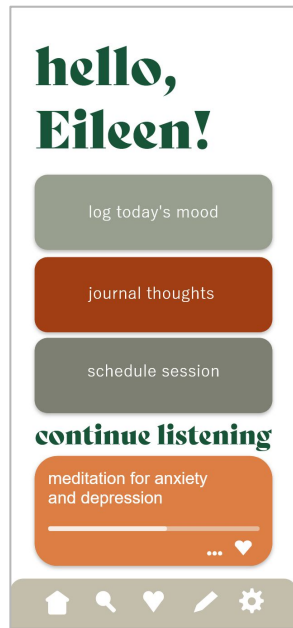 hello,
Eileen!
log today's mood
journal thoughts
schedule session
continue listening
meditation for anxiety
and depression